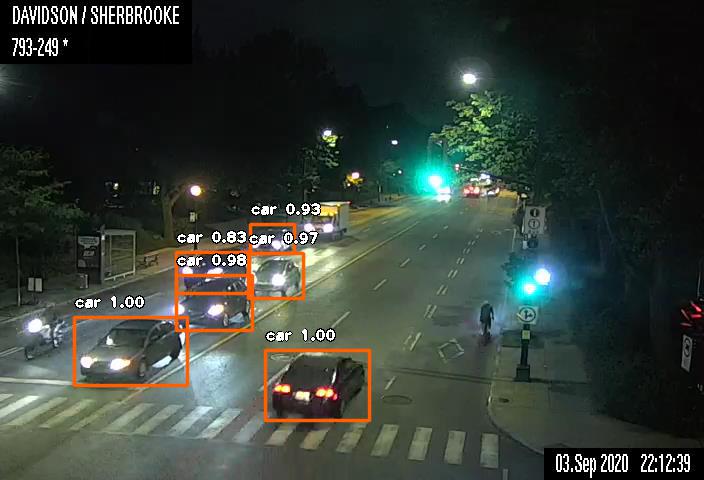 DAVIDSON / SHERBROOKE
793-249 *
car 0.93
car 0.83
car 0.97
car 0.98
car 1.00
car 1.00
03.Sep 2020 22:12:39